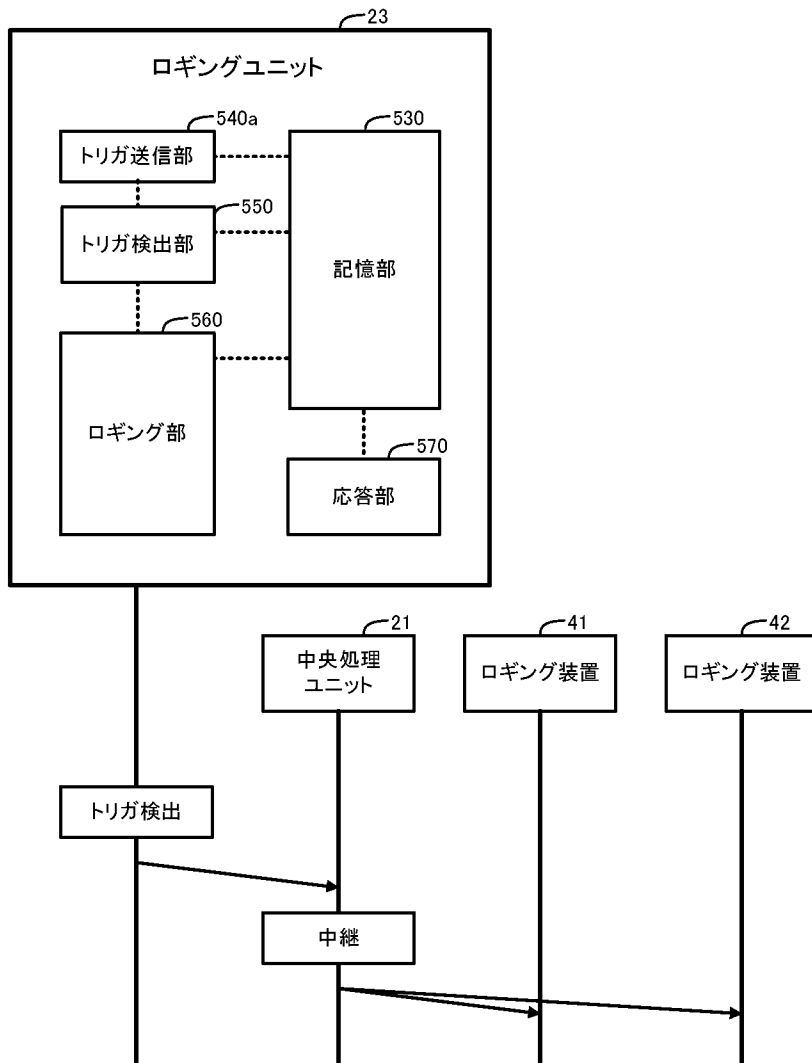 23
ロギングユニット
540a
トリガ送信部
530
記憶部
550
トリガ検出部
560
ロギング部
570
応答部
21
中央処理
ユニット
41
ロギング装置
42
ロギング装置
トリガ検出
中継